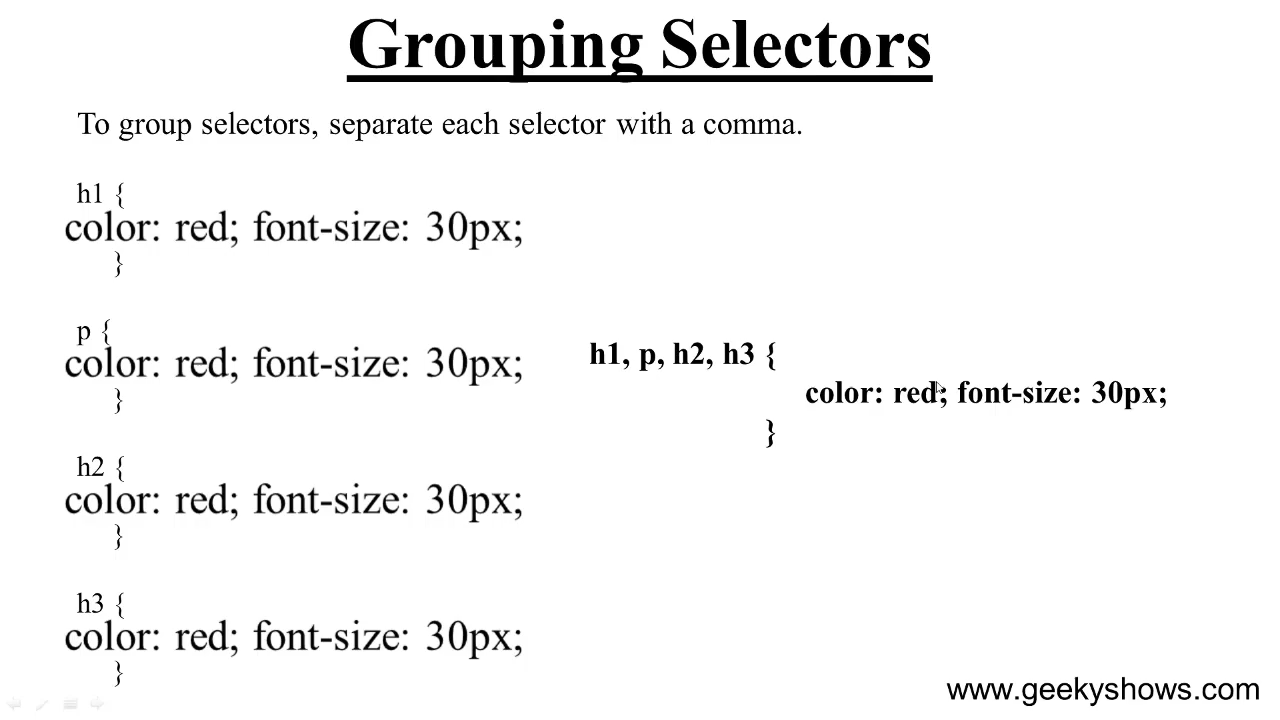 Grouping Selectors
To group selectors, separate each selector with a comma.
h1 {
color: red; font-size: 30px;
}
p {
color: red; font-size: 30px;
}
h2 {
color: red; font-size: 30px;
}
h3 {
color: red; font-size: 30px;
}
h1, p, h2, h3 {
color: red; font-size: 30px;
}
www.geekyshows.com